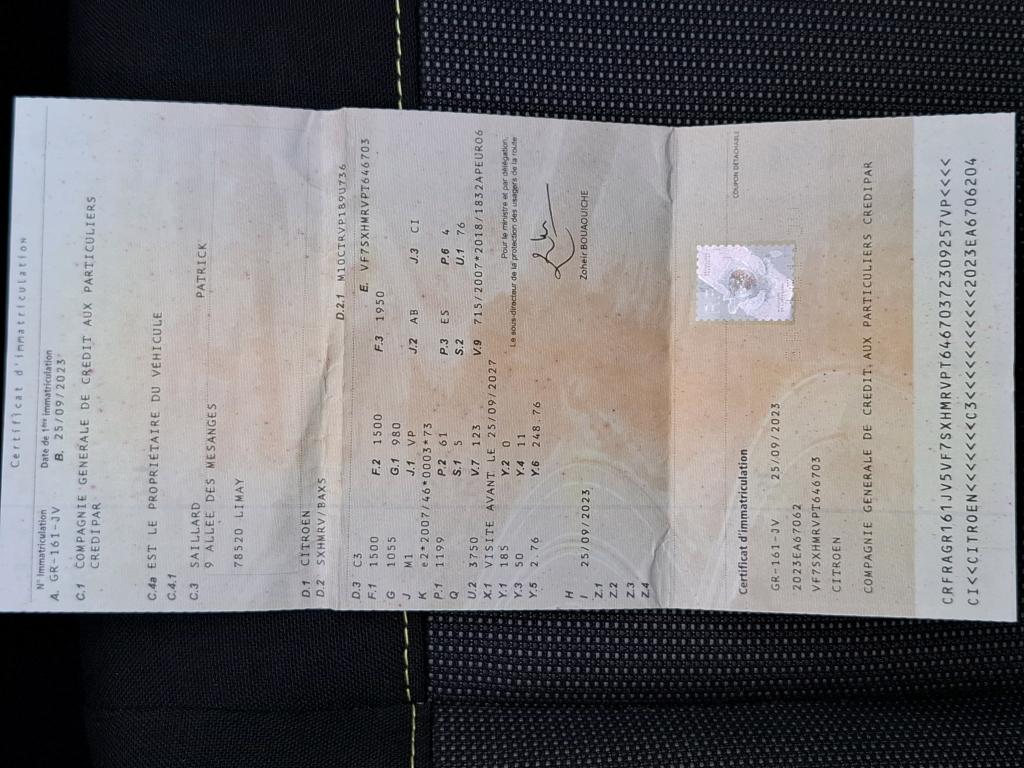 Certificat d'immatriculation
N° Immatriculation Date de 1ère immatriculation
A. GR-161-JV B. 25/09/2023
C.1 COMPAGNIE GENERALE DE CREDIT AUX PARTICULIERS
CREDIPAR
C.4a EST LE PROPRIÉTAIRE DU VÉHICULE
C.4.1
C.3 SAILLARD PATRICK
9 ALLEE DES MESANGES
78520 LIMAY
D.1 CITROEN
D.2 SXHMRV/BAXS D.2.1 M10CTRVP1B9U736
D.3 C3 E. VF7SXHMRVPT646703
F.1 1500 F.2 1500 F.3 1950
G 1055 G.1 980
J M1 J.1 VP J.2 AB J.3 CI
K e2*2007/46*0003*73
P.1 1199 P.2 61 P.3 ES P.6 4
Q S.1 5 S.2 U.1 76
U.2 3750 V.7 123 V.9 715/2007*2018/1832APEURO6
X.1 VISITE AVANT LE 25/09/2027
Y.1 185 Y.2 0 Pour le ministre et par délégation,
Y.3 50 Y.4 11 Le sous-directeur de la protection des usagers de la route
Y.5 2.76 Y.6 248.76
H
I 25/09/2023 Zoheir BOUAOUICHE
Z.1
Z.2
Z.3
Z.4
COUPON DÉTACHABLE
Certificat d'immatriculation
GR-161-JV 25/09/2023
2023EA67062
VF7SXHMRVPT646703
CITROEN
COMPAGNIE GENERALE DE CREDIT AUX PARTICULIERS CREDIPAR
CRFRAGR161JV5VF7SXHMRVPT64670372309257VP<<<<
CI<<CITROEN<<<<<<<C3<<<<<<<<<<<2023EA6706204